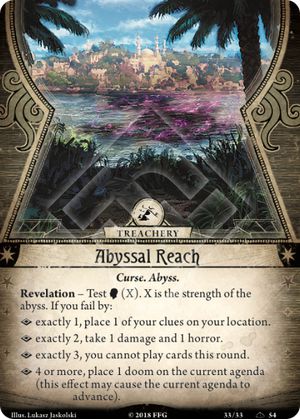 TREACHERY
Abyssal Reach
Curse. Abyss.
Revelation – Test (X). X is the strength of the
abyss. If you fail by:
exactly 1, place 1 of your clues on your location.
exactly 2, take 1 damage and 1 horror.
exactly 3, you cannot play cards this round.
4 or more, place 1 doom on the current agenda
(this effect may cause the current agenda to
advance).
Illus. Lukasz Jaskolski
© 2018 FFG
33/33
54